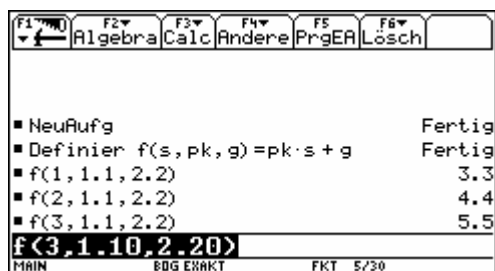 F1 F2 Algebra F3 Calc F4 Andere F5 PrgEA F6 Lösch
NeuAufg Fertig
Definier f(s,pk,g)=pk·s+g Fertig
f(1,1.1,2.2) 3.3
f(2,1.1,2.2) 4.4
f(3,1.1,2.2) 5.5
f(3,1.10,2.20)
MAIN BOG EXAKT FKT 5/30